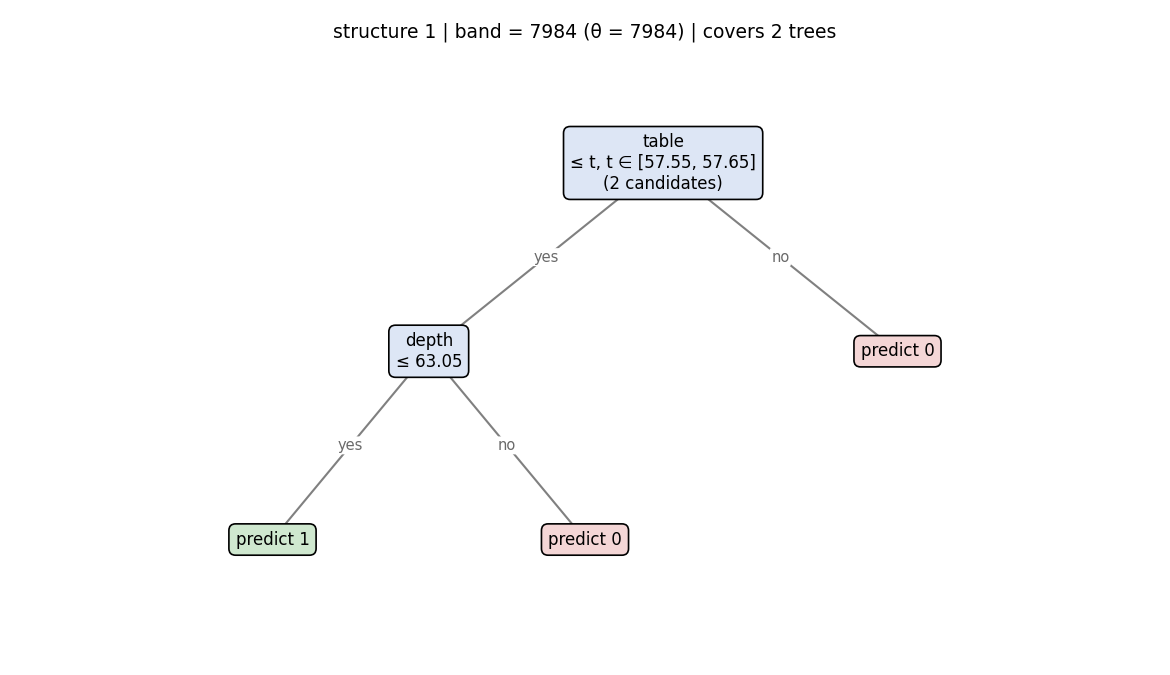 structure 1 | band = 7984 (θ = 7984) | covers 2 trees
table
≤ t, t ∈ [57.55, 57.65]
(2 candidates)
yes
no
depth
≤ 63.05
predict 0
yes
no
predict 1
predict 0